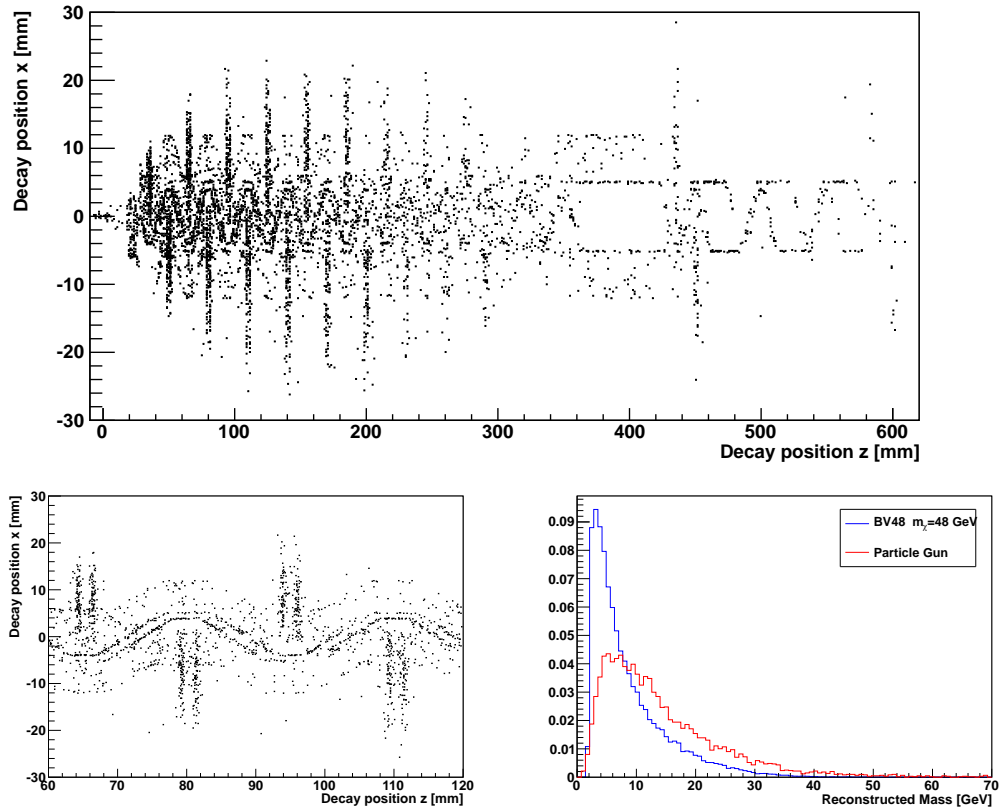 Decay position x [mm]
30
20
10
0
-10
-20
-30
0 100 200 300 400 500 600
Decay position z [mm]
Decay position x [mm]
30
20
10
0
-10
-20
-30
60 70 80 90 100 110 120
Decay position z [mm]
0.09
0.08
0.07
0.06
0.05
0.04
0.03
0.02
0.01
0
BV48 mχ=48 GeV
Particle Gun
0 10 20 30 40 50 60 70
Reconstructed Mass [GeV]